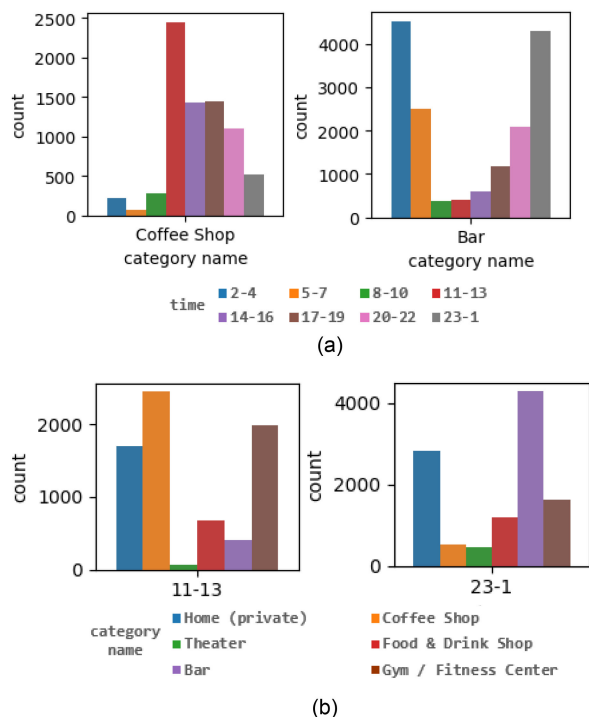 2500
2000
1500
1000
500
0
count
Coffee Shop
category name
4000
3000
2000
1000
0
count
Bar
category name
time
2-4
5-7
8-10
11-13
14-16
17-19
20-22
23-1
(a)
2000
1000
0
count
11-13
4000
2000
0
count
23-1
category
name
Home (private)
Coffee Shop
Theater
Food & Drink Shop
Bar
Gym / Fitness Center
(b)